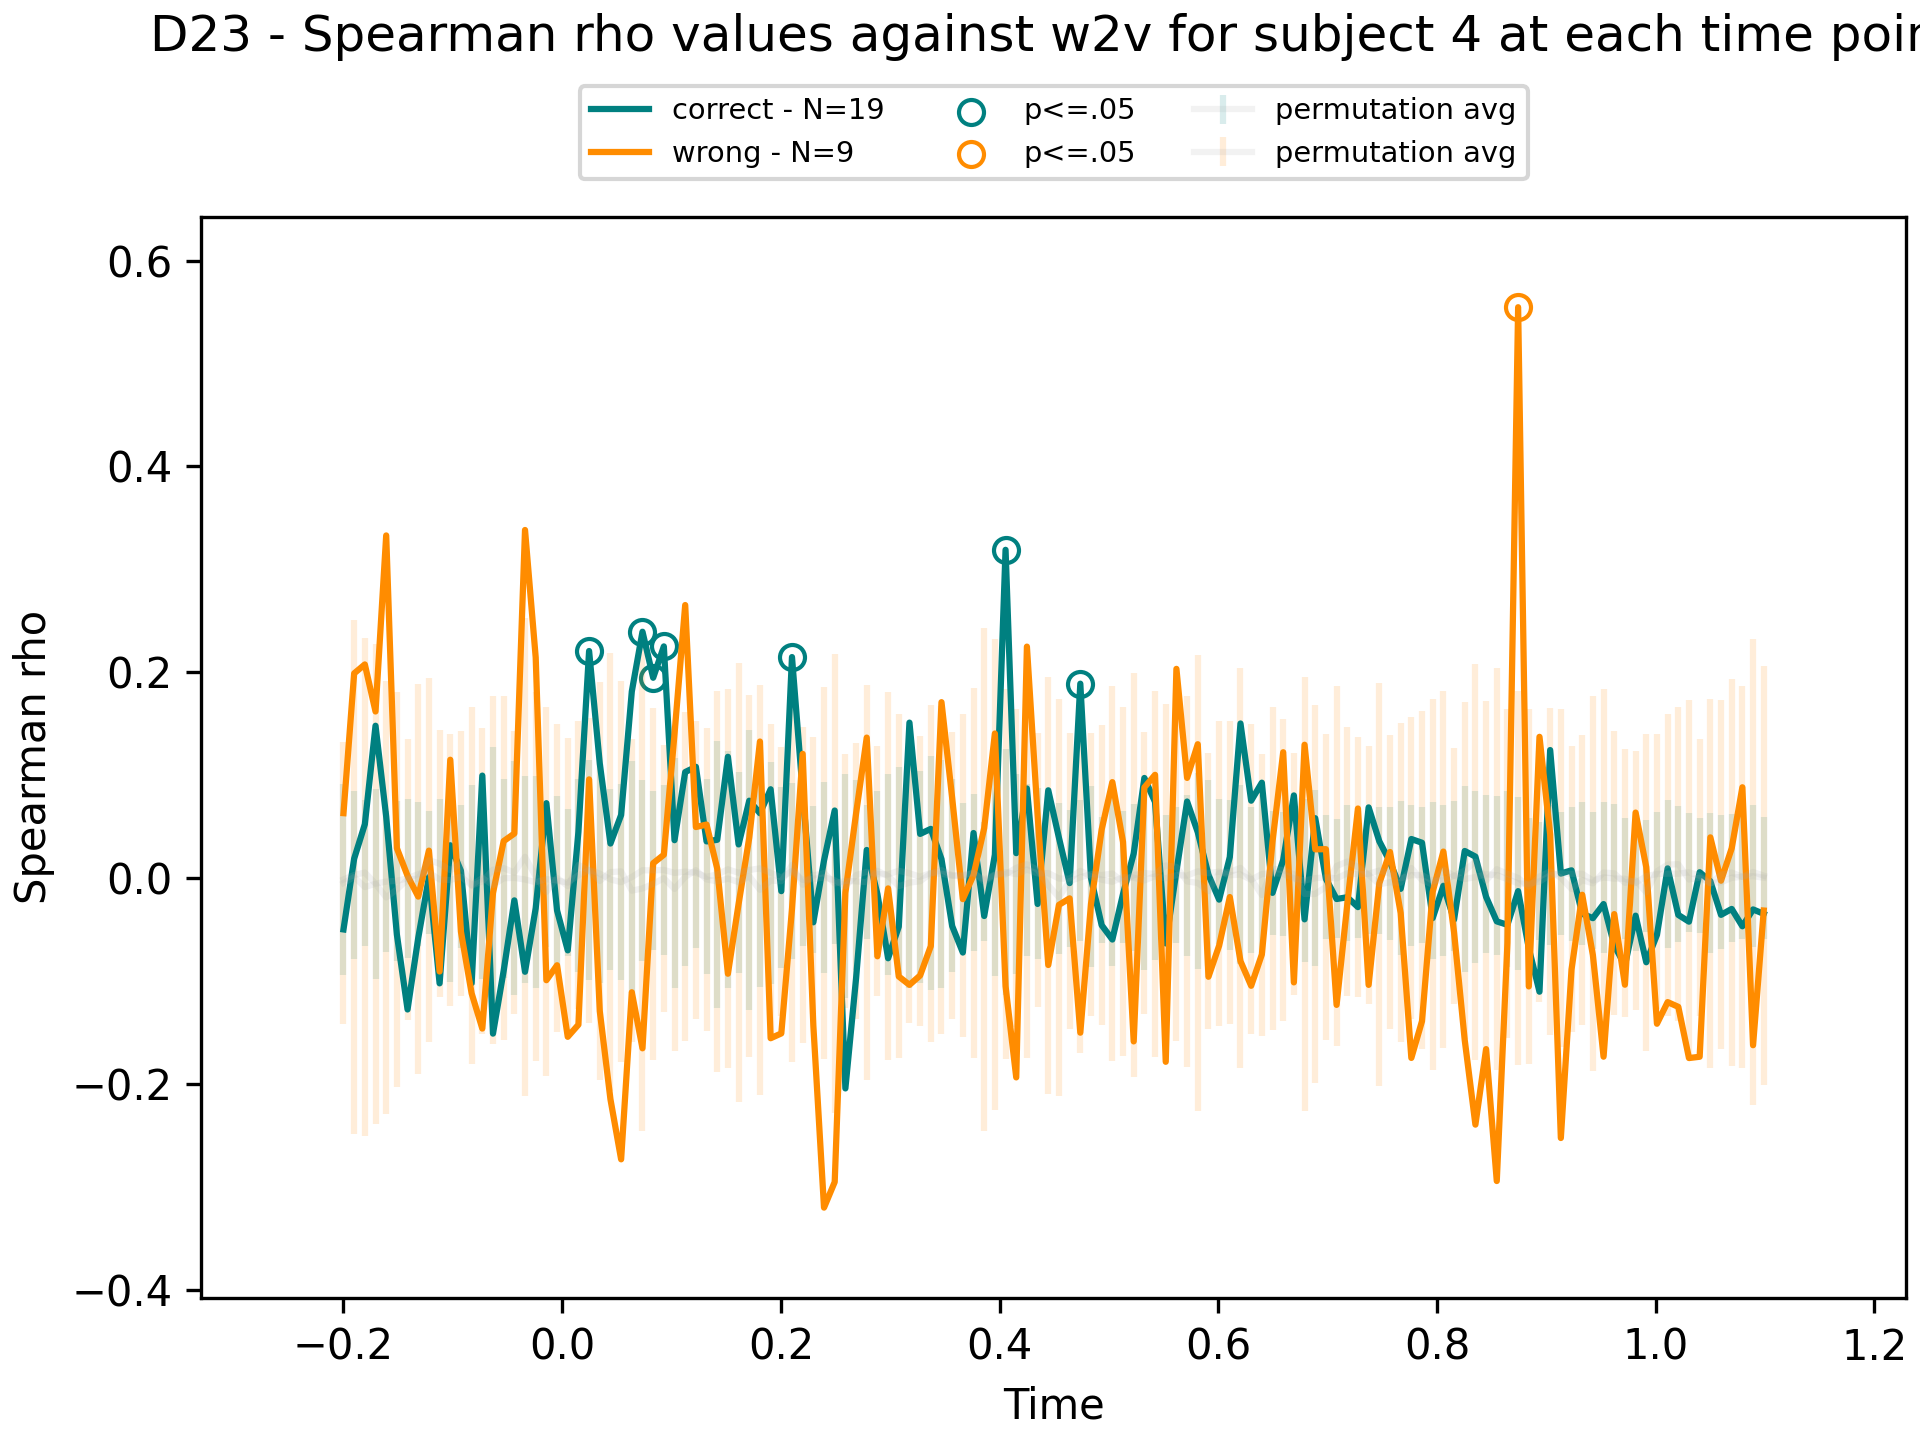 D23 - Spearman rho values against w2v for subject 4 at each time
correct - N=19 p<=.05 permutation avg
wrong - N=9 p<=.05 permutation avg
0.6
0.4
0.2
0.0
−0.2
−0.4
Spearman rho
−0.2 0.0 0.2 0.4 0.6 0.8 1.0 1.2
Time